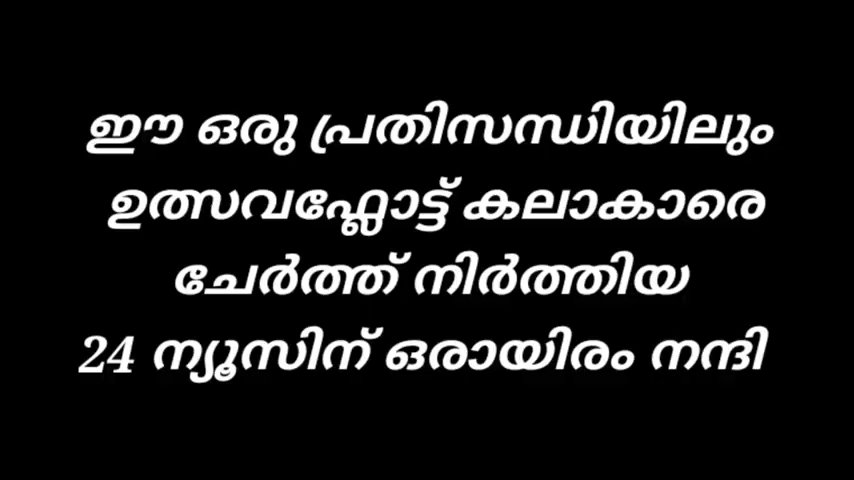 ഈ ഒരു പ്രതിസന്ധിയിലും
ഉത്സവഫ്ലോട്ട് കലാകാരെ
ചേർത്ത് നിർത്തിയ
24 ന്യൂസിന് ഒരായിരം നന്ദി